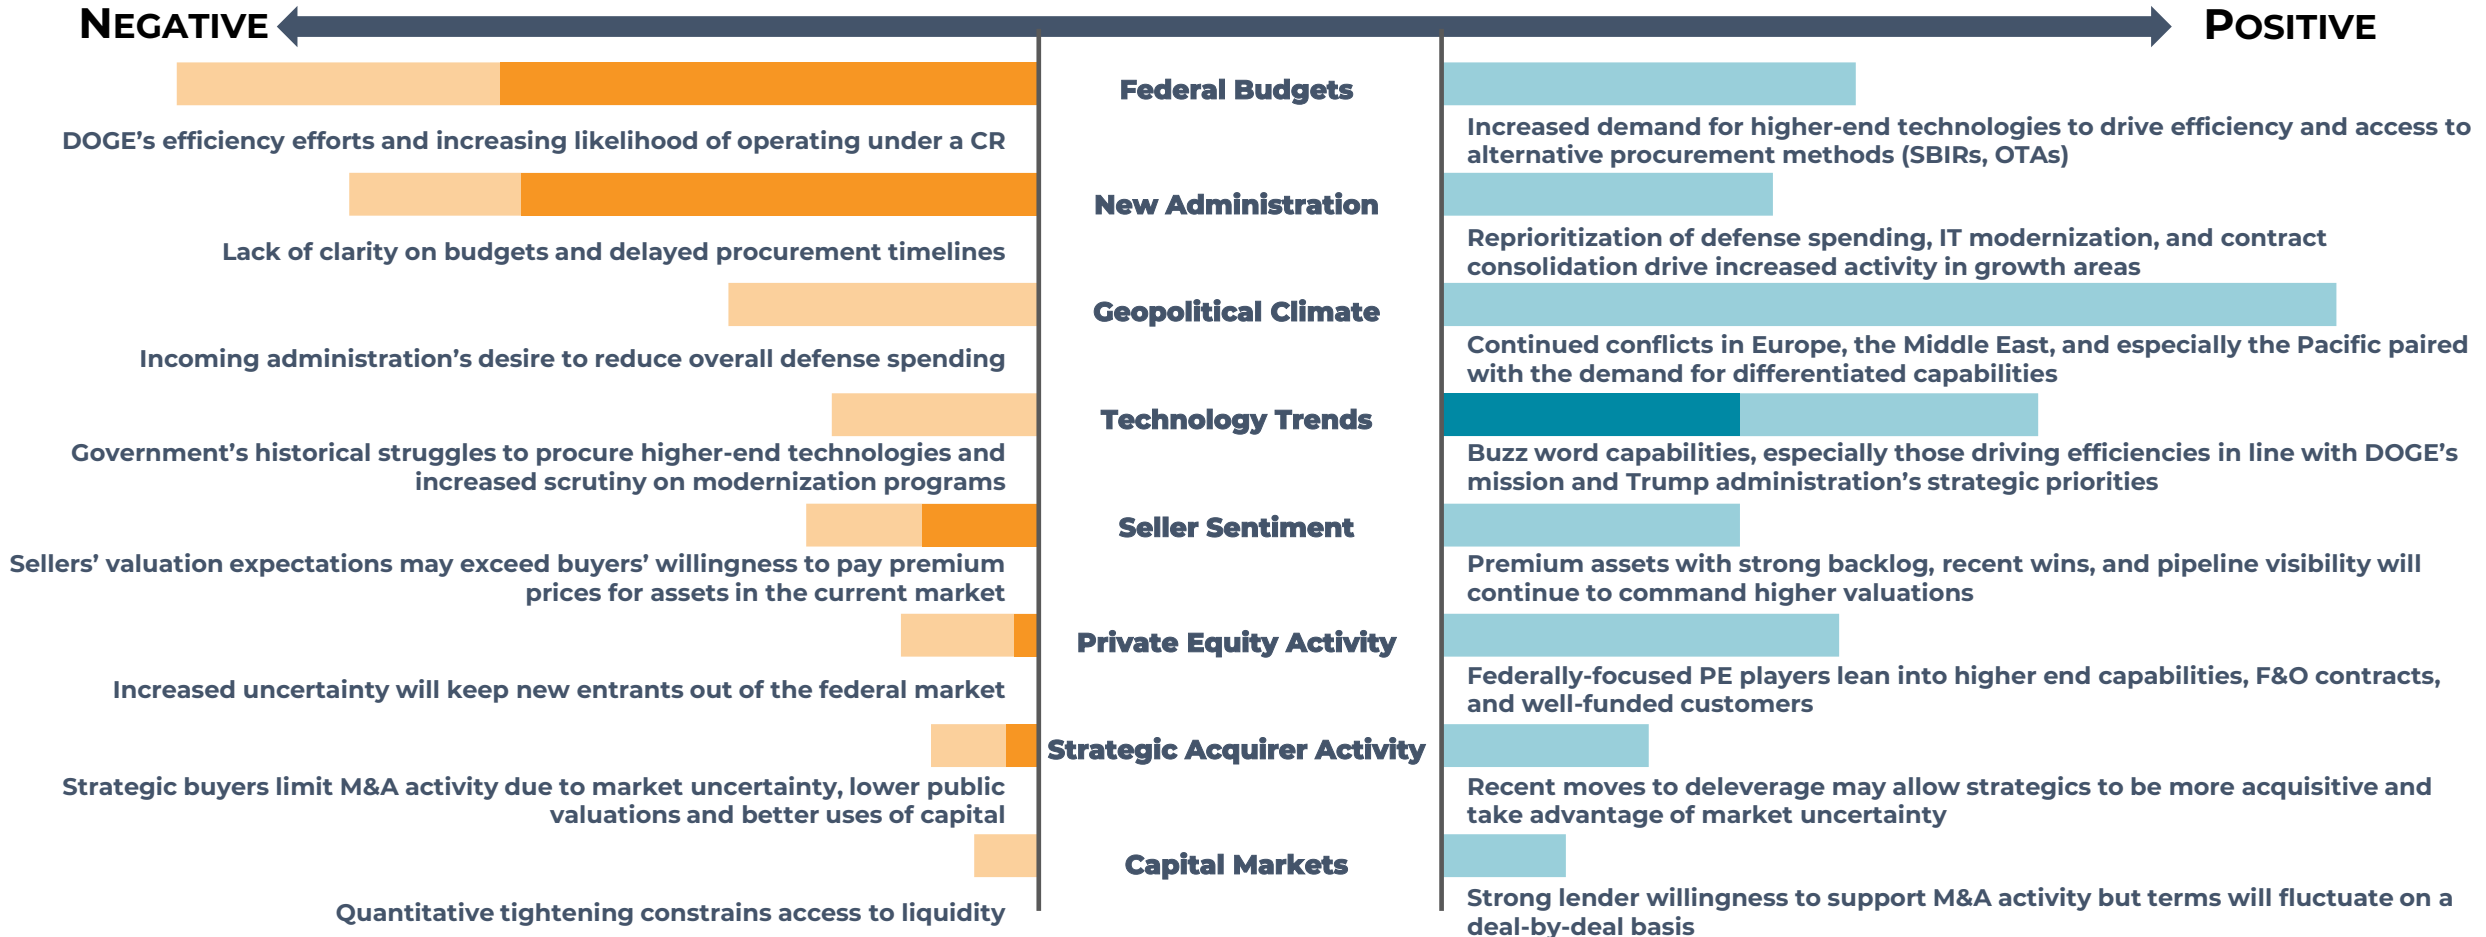 NEGATIVE
POSITIVE
Federal Budgets
DOGE’s efficiency efforts and increasing likelihood of operating under a CR
Increased demand for higher-end technologies to drive efficiency and access to
alternative procurement methods (SBIRs, OTAs)
New Administration
Lack of clarity on budgets and delayed procurement timelines
Reprioritization of defense spending, IT modernization, and contract
consolidation drive increased activity in growth areas
Geopolitical Climate
Incoming administration’s desire to reduce overall defense spending
Continued conflicts in Europe, the Middle East, and especially the Pacific paired
with the demand for differentiated capabilities
Technology Trends
Government’s historical struggles to procure higher-end technologies and
increased scrutiny on modernization programs
Buzz word capabilities, especially those driving efficiencies in line with DOGE’s
mission and Trump administration’s strategic priorities
Seller Sentiment
Sellers’ valuation expectations may exceed buyers’ willingness to pay premium
prices for assets in the current market
Premium assets with strong backlog, recent wins, and pipeline visibility will
continue to command higher valuations
Private Equity Activity
Increased uncertainty will keep new entrants out of the federal market
Federally-focused PE players lean into higher end capabilities, F&O contracts,
and well-funded customers
Strategic Acquirer Activity
Strategic buyers limit M&A activity due to market uncertainty, lower public
valuations and better uses of capital
Recent moves to deleverage may allow strategics to be more acquisitive and
take advantage of market uncertainty
Capital Markets
Quantitative tightening constrains access to liquidity
Strong lender willingness to support M&A activity but terms will fluctuate on a
deal-by-deal basis